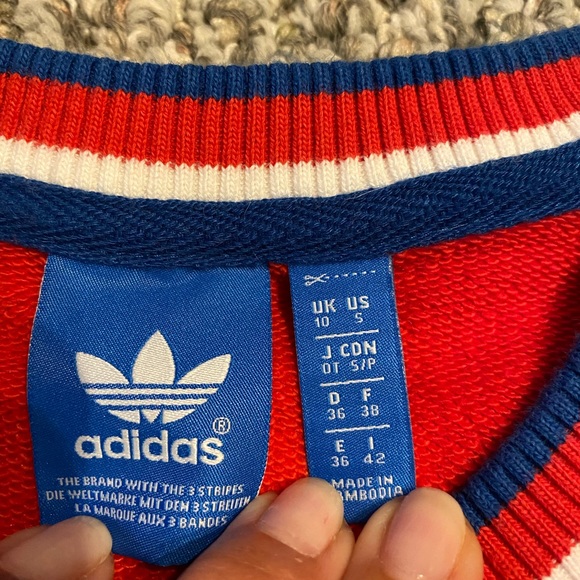 adidas®
THE BRAND WITH THE 3 STRIPES
DIE WELTMARKE MIT DEN 3 STREIFEN
LA MARQUE AUX 3 BANDES
UK US
10 S
J CDN
OT S/P
D F
36 38
E I
36 42
MADE IN
CAMBODIA